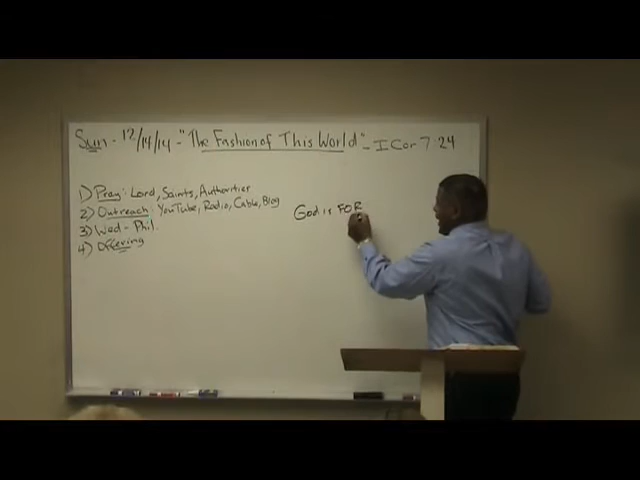 Sun - 12/14/14 - "The Fashion of This World" - I Cor 7:24
1) Pray: Lord, Saints, Authorities
2) Outreach: YouTube, Radio, Cable, Blog
3) Wed - Phil.
4) Offering
God is FOR